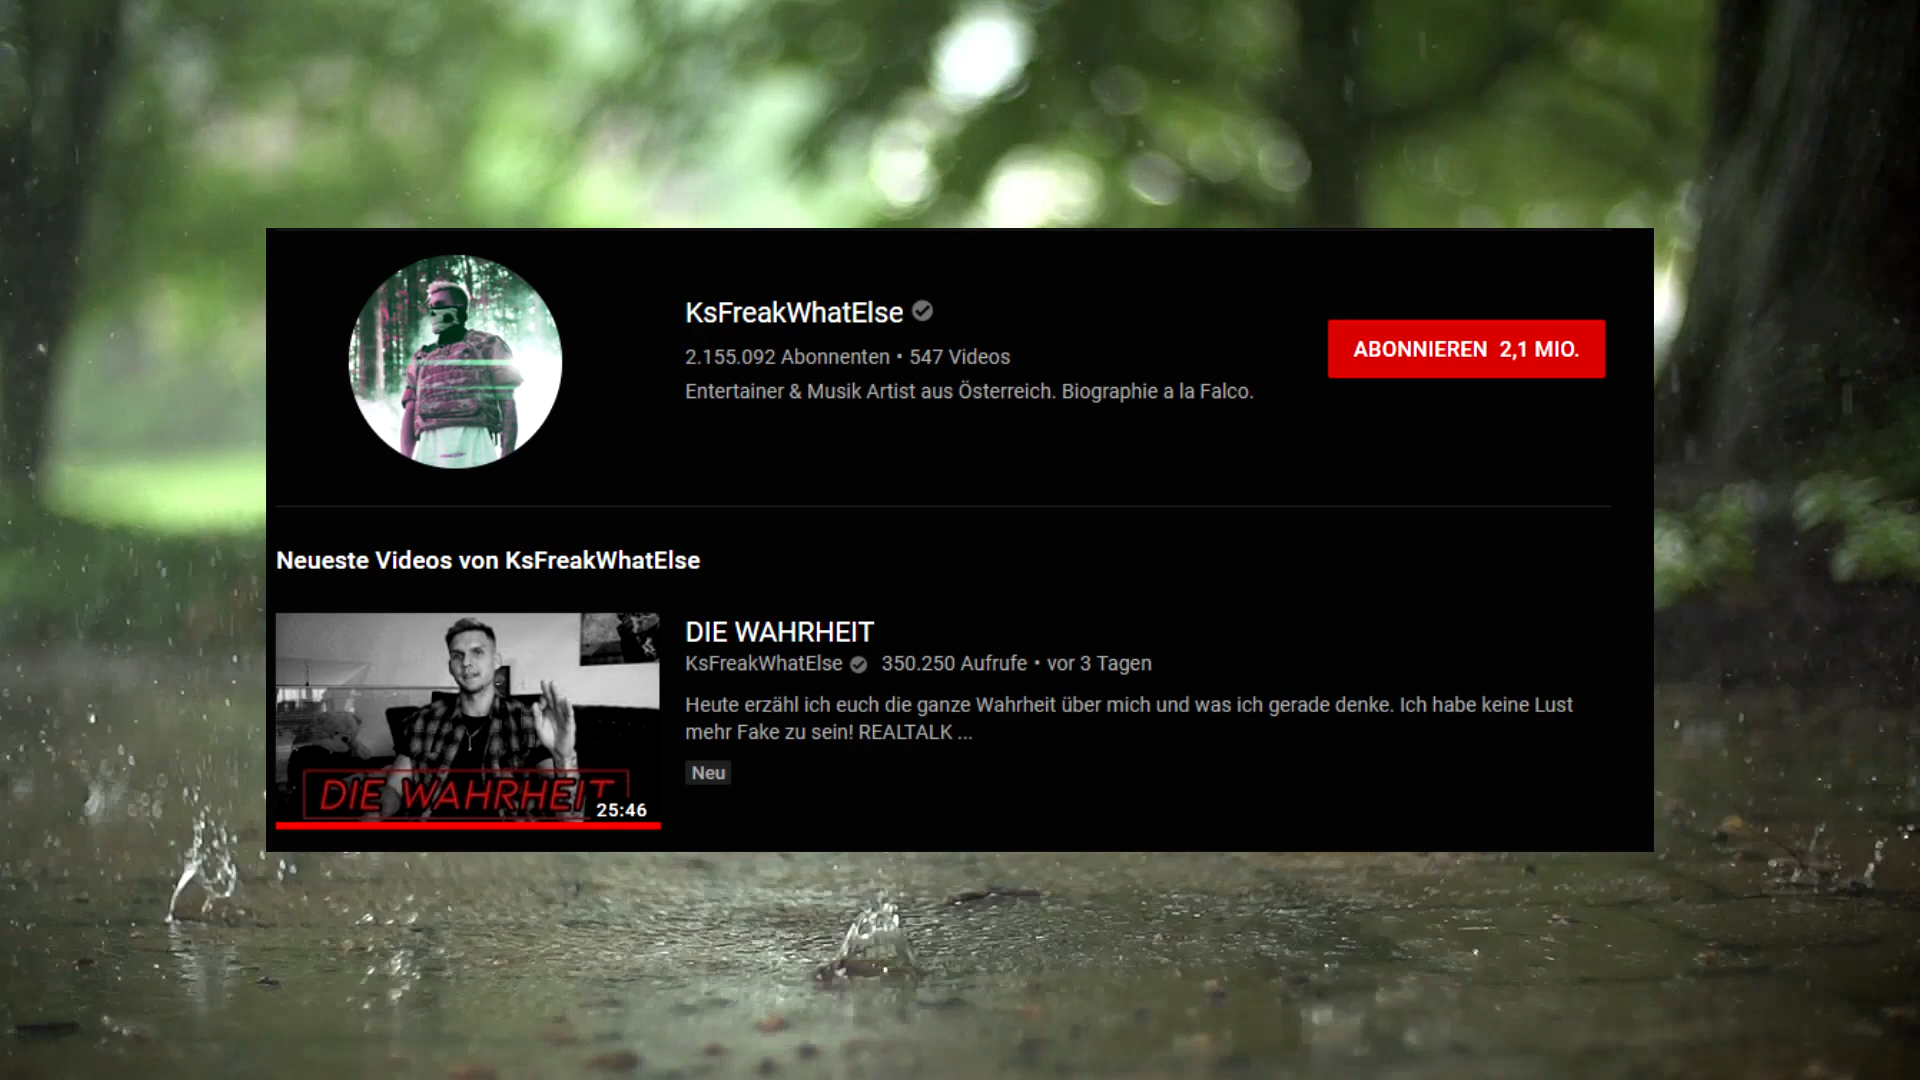 KsFreakWhatElse
2.155.092 Abonnenten • 547 Videos
Entertainer & Musik Artist aus Österreich. Biographie a la Falco.
ABONNIEREN 2,1 MIO.
Neueste Videos von KsFreakWhatElse
DIE WAHRHEIT
25:46
DIE WAHRHEIT
KsFreakWhatElse 350.250 Aufrufe • vor 3 Tagen
Heute erzähl ich euch die ganze Wahrheit über mich und was ich gerade denke. Ich habe keine Lust
mehr Fake zu sein! REALTALK ...
Neu